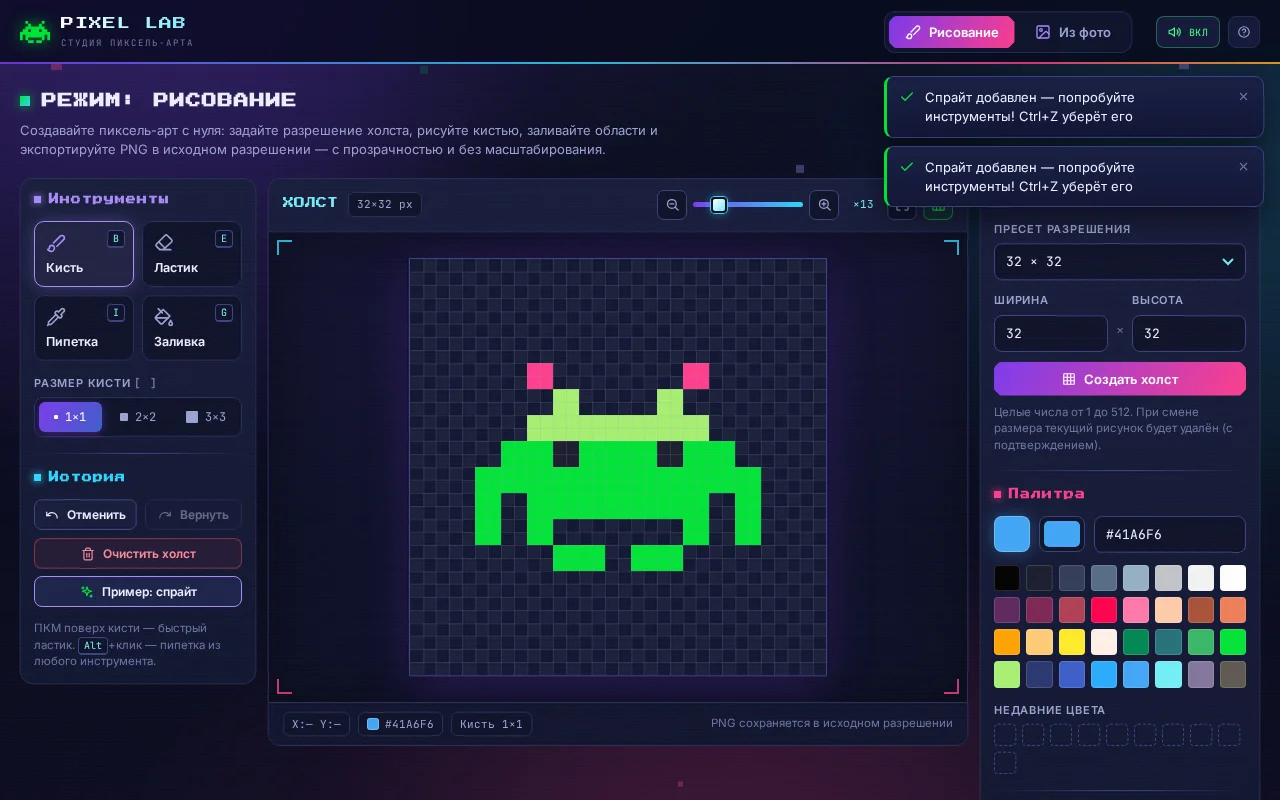 PIXEL LAB
СТУДИЯ ПИКСЕЛЬ-АРТА
Рисование
Из фото
ВКЛ
РЕЖИМ: РИСОВАНИЕ
Создавайте пиксель-арт с нуля: задайте разрешение холста, рисуйте кистью, заливайте области и
экспортируйте PNG в исходном разрешении — с прозрачностью и без масштабирования.
Спрайт добавлен — попробуйте
инструменты! Ctrl+Z уберёт его
Спрайт добавлен — попробуйте
инструменты! Ctrl+Z уберёт его
Инструменты
B
Кисть
E
Ластик
I
Пипетка
G
Заливка
РАЗМЕР КИСТИ [ ]
1×1
2×2
3×3
История
Отменить
Вернуть
Очистить холст
Пример: спрайт
ПКМ поверх кисти — быстрый
ластик. Alt+клик — пипетка из
любого инструмента.
ХОЛСТ
32×32 px
×13
X:— Y:—
#41A6F6
Кисть 1×1
PNG сохраняется в исходном разрешении
ПРЕСЕТ РАЗРЕШЕНИЯ
32 × 32
ШИРИНА
ВЫСОТА
32
×
32
Создать холст
Целые числа от 1 до 512. При смене
размера текущий рисунок будет удалён (с
подтверждением).
Палитра
#41A6F6
НЕДАВНИЕ ЦВЕТА